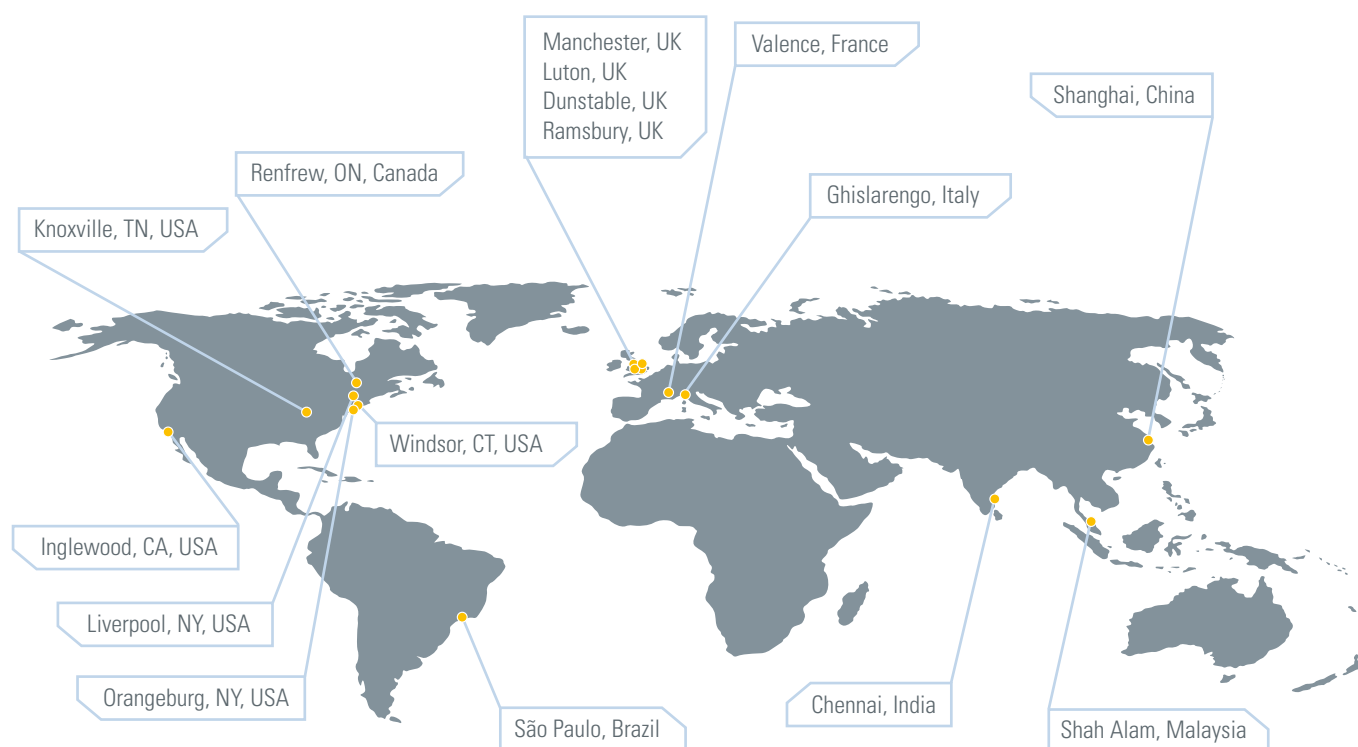 Manchester, UK
Luton, UK
Dunstable, UK
Ramsbury, UK
Valence, France
Shanghai, China
Renfrew, ON, Canada
Ghislarengo, Italy
Knoxville, TN, USA
Windsor, CT, USA
Inglewood, CA, USA
Liverpool, NY, USA
Orangeburg, NY, USA
São Paulo, Brazil
Chennai, India
Shah Alam, Malaysia